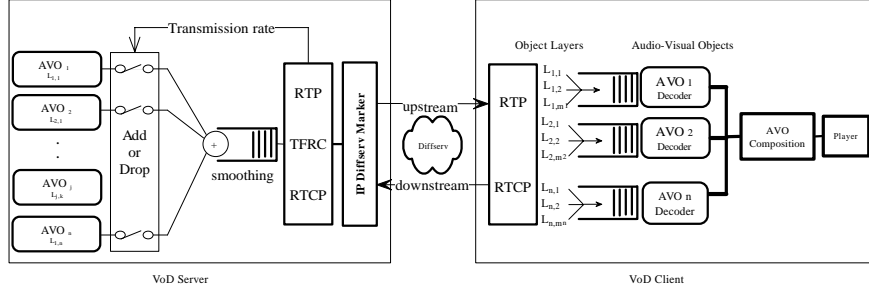 Transmission rate
AVO 1
L1,1
AVO 2
L2,1
.
.
AVO j
Lj,k
AVO n
L1,n
Add
or
Drop
+
smoothing
RTP
TFRC
RTCP
IP Diffserv Marker
upstream
Diffserv
downstream
VoD Server
Object Layers
Audio-Visual Objects
RTP
RTCP
L1,1
L1,2
L1,m1
L2,1
L2,2
L2,m2
Ln,1
Ln,2
Ln,mn
AVO 1
Decoder
AVO 2
Decoder
AVO n
Decoder
AVO
Composition
Player
VoD Client